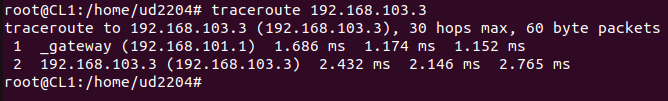 root@CL1:/home/ud2204# traceroute 192.168.103.3
traceroute to 192.168.103.3 (192.168.103.3), 30 hops max, 60 byte packets
 1  _gateway (192.168.101.1)  1.686 ms  1.174 ms  1.152 ms
 2  192.168.103.3 (192.168.103.3)  2.432 ms  2.146 ms  2.765 ms
root@CL1:/home/ud2204#